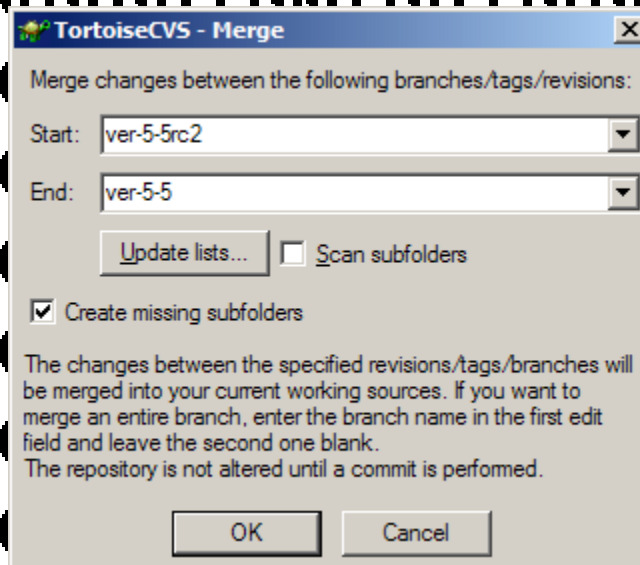 TortoiseCVS - Merge
Merge changes between the following branches/tags/revisions:
Start: ver-5-5rc2
End: ver-5-5
Update lists... Scan subfolders
Create missing subfolders
The changes between the specified revisions/tags/branches will
be merged into your current working sources. If you want to
merge an entire branch, enter the branch name in the first edit
field and leave the second one blank.
The repository is not altered until a commit is performed.
OK Cancel